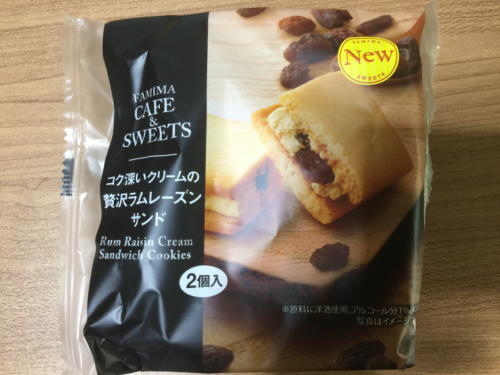 FAMIMA
CAFE
&
SWEETS
コク深いクリームの
贅沢ラムレーズン
サンド
Rum Raisin Cream
Sandwich Cookies
2個入
FAMIMA
New
SWEETS
※原料に洋酒使用。アルコール分1%
写真はイメージ